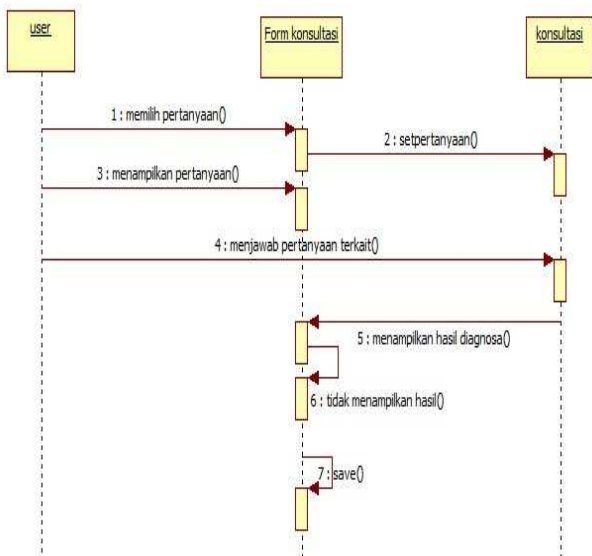 user
Form konsultasi
konsultasi
1 : memilih pertanyaan()
2 : setpertanyaan()
3 : menampilkan pertanyaan()
4 : menjawab pertanyaan terkait()
5 : menampilkan hasil diagnosa()
6 : tidak menampilkan hasil()
7 : save()